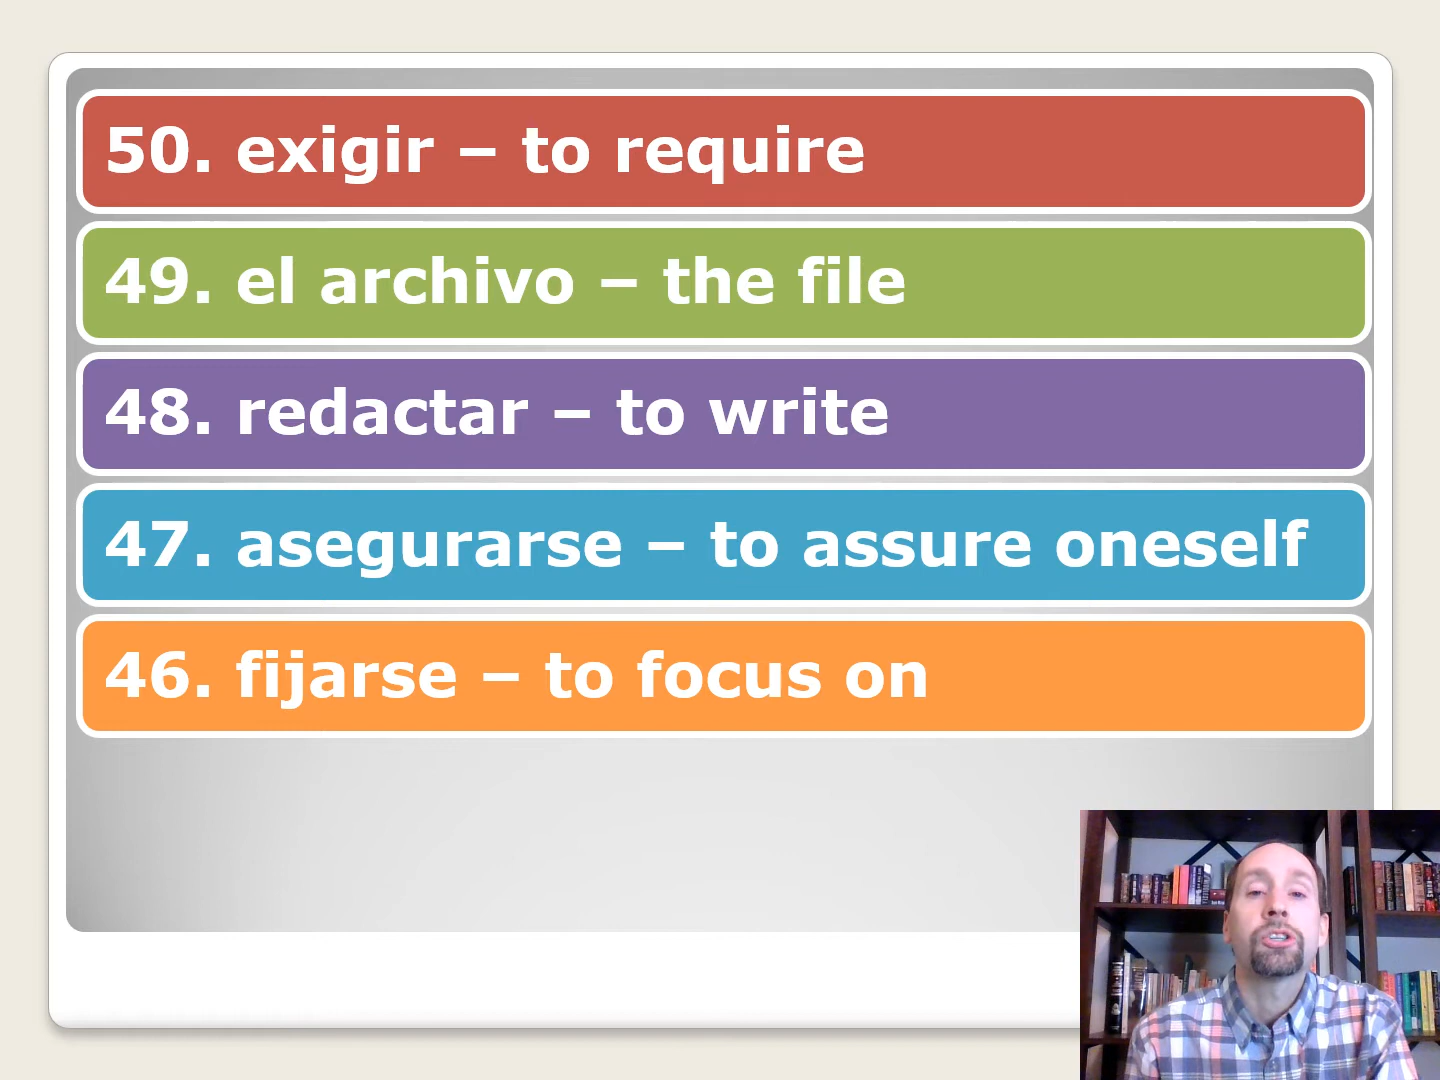 50. exigir – to require
49. el archivo – the file
48. redactar – to write
47. asegurarse – to assure oneself
46. fijarse – to focus on